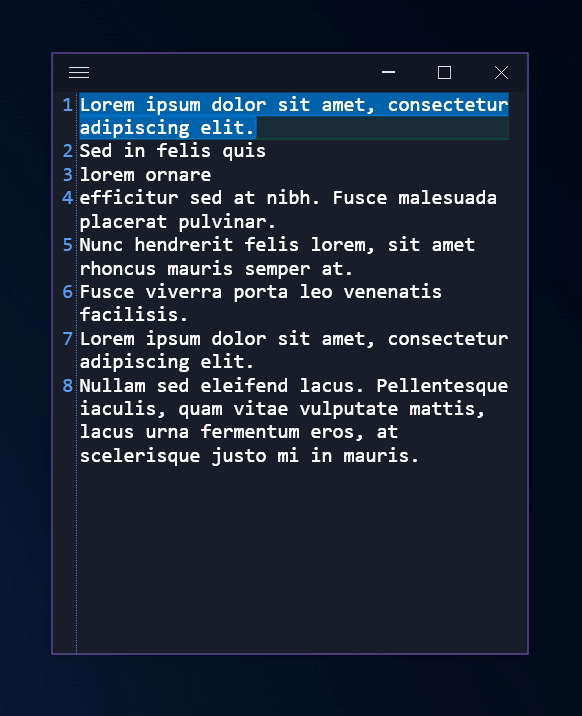 1 Lorem ipsum dolor sit amet, consectetur
adipiscing elit.
2 Sed in felis quis
3 lorem ornare
4 efficitur sed at nibh. Fusce malesuada
placerat pulvinar.
5 Nunc hendrerit felis lorem, sit amet
rhoncus mauris semper at.
6 Fusce viverra porta leo venenatis
facilisis.
7 Lorem ipsum dolor sit amet, consectetur
adipiscing elit.
8 Nullam sed eleifend lacus. Pellentesque
iaculis, quam vitae vulputate mattis,
lacus urna fermentum eros, at
scelerisque justo mi in mauris.